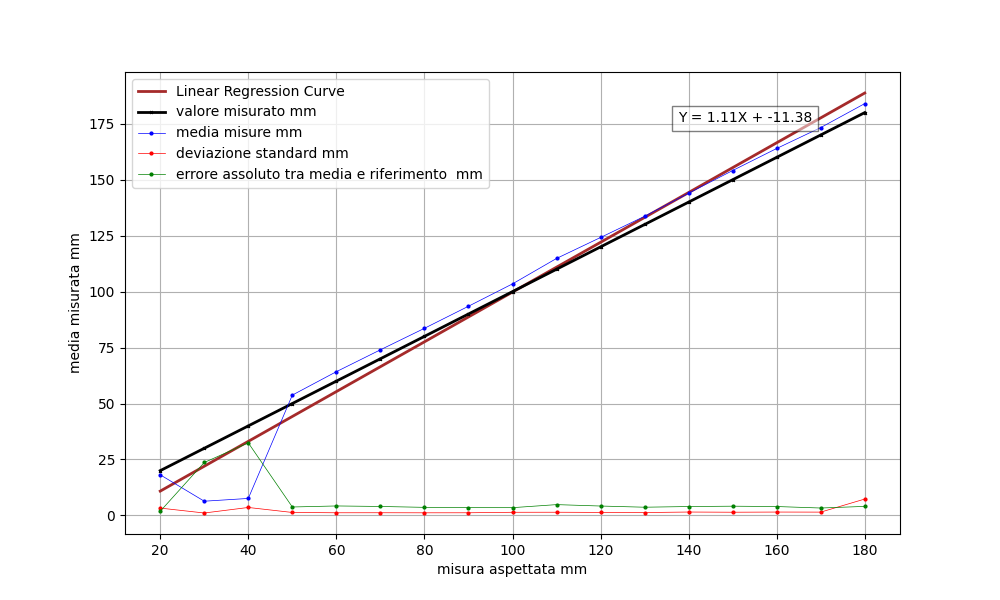 Linear Regression Curve
valore misurato mm
media misure mm
deviazione standard mm
errore assoluto tra media e riferimento  mm
Y = 1.11X + -11.38
media misurata mm
175
150
125
100
75
50
25
0
20 40 60 80 100 120 140 160 180
misura aspettata mm